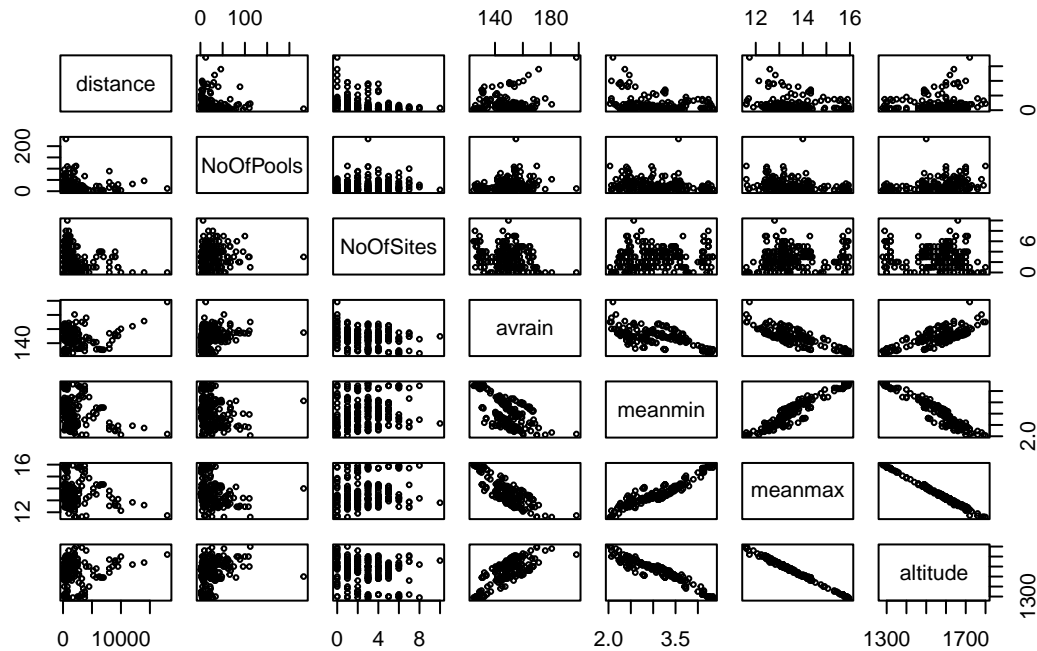 0 100
140 180
12 14 16
distance
0
0 200
NoOfPools
NoOfSites
0 6
140
avrain
meanmin
2.0
12 16
meanmax
altitude
1300
0 10000
0 4 8
2.0 3.5
1300 1700